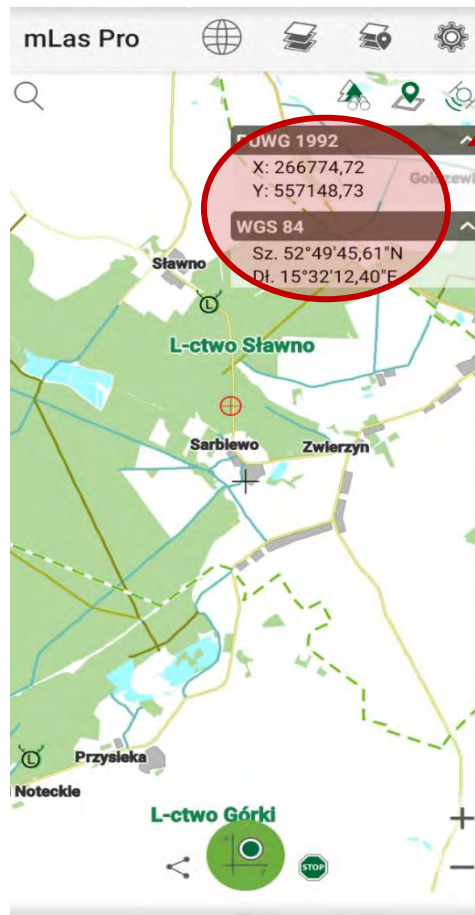 mLas Pro
PUWG 1992
X: 266774,72
Y: 557148,73
WGS 84
Sz. 52°49'45,61"N
Dł. 15°32'12,40"E
Sławno
L
L-ctwo Sławno
Sarbiewo
Zwierzyn
L
Przysieka
Noteckie
L-ctwo Górki
x
y
STOP